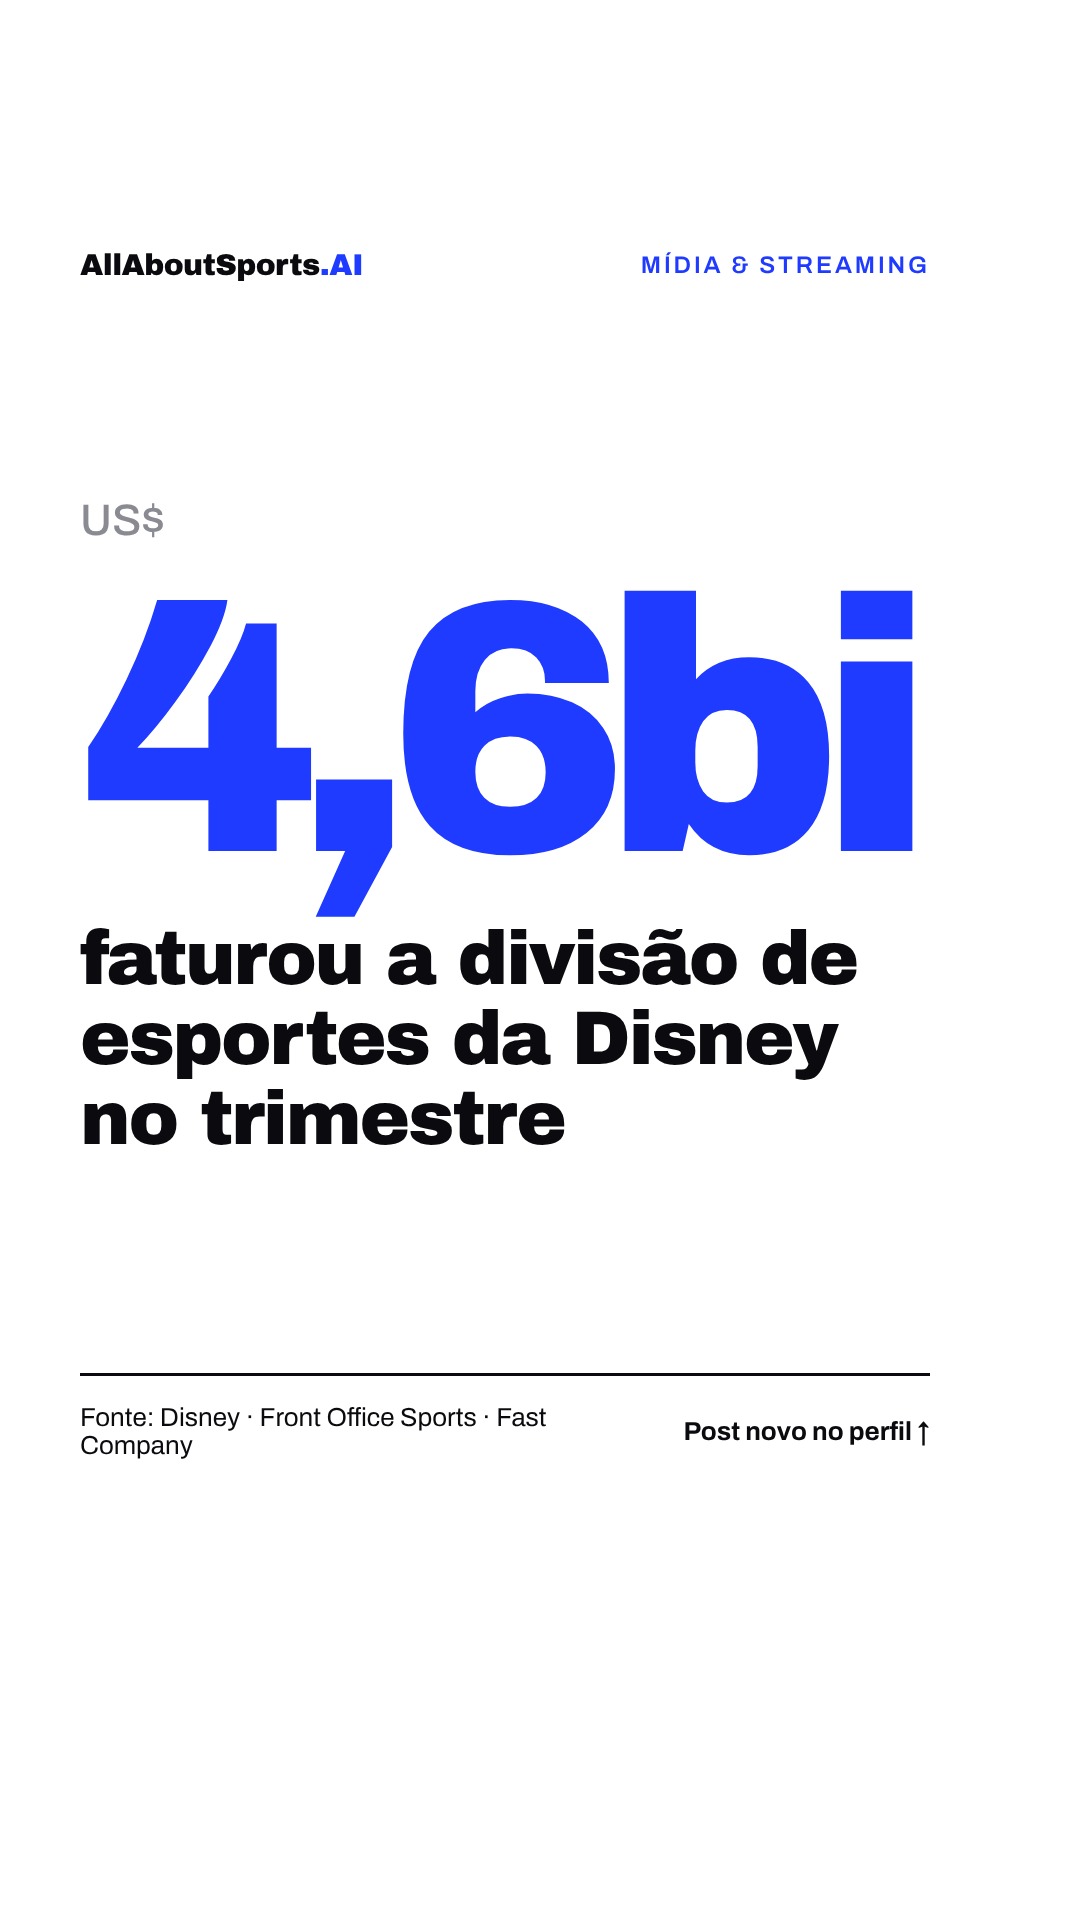 AllAboutSports.AI
MÍDIA & STREAMING
US$
4,6bi
faturou a divisão de
esportes da Disney
no trimestre
Fonte: Disney · Front Office Sports · Fast
Company
Post novo no perfil ↑